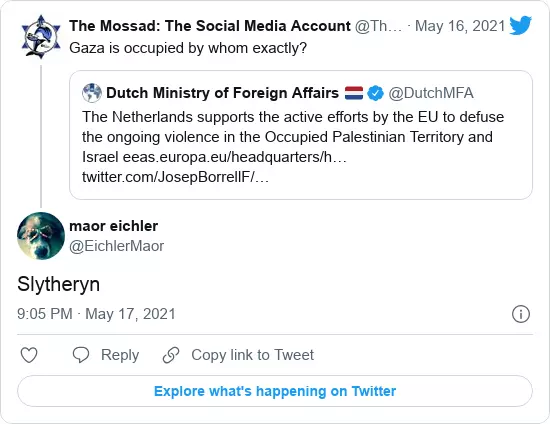 The Mossad: The Social Media Account @Th… · May 16, 2021
Gaza is occupied by whom exactly?
Dutch Ministry of Foreign Affairs @DutchMFA
The Netherlands supports the active efforts by the EU to defuse
the ongoing violence in the Occupied Palestinian Territory and
Israel eeas.europa.eu/headquarters/h…
twitter.com/JosepBorrellF/…
maor eichler
@EichlerMaor
Slytheryn
9:05 PM · May 17, 2021
Reply Copy link to Tweet
Explore what's happening on Twitter